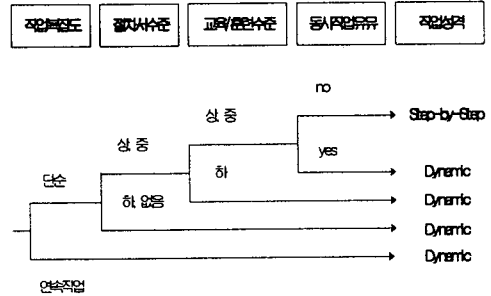 직업복잡도 절차서수준 교육/훈련수준 동시작업유무 직업성격
no
상, 중 Step-by-Step
상, 중 yes
단순 하 Dynamic
하, 없음 Dynamic
Dynamic
Dynamic
연속작업